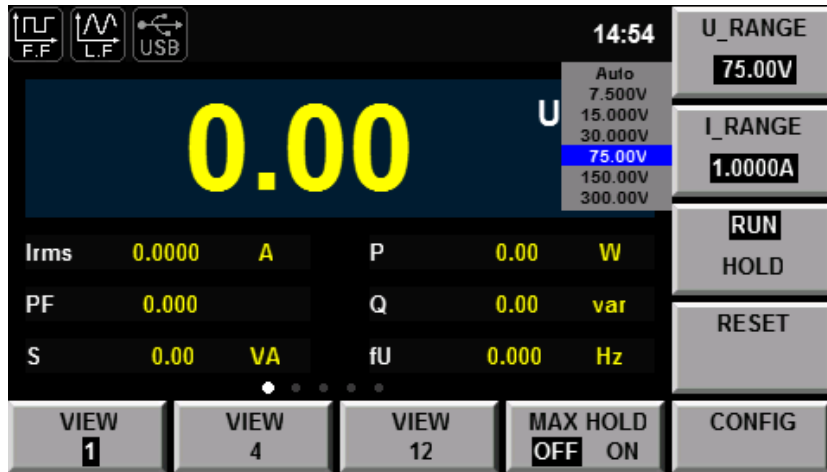 F.F L.F USB 14:54
U_RANGE
75.00V
Auto
7.500V
15.000V
30.000V
75.00V
150.00V
300.00V
0.00 U
I_RANGE
1.0000A
RUN
HOLD
Irms 0.0000 A P 0.00 W
PF 0.000 Q 0.00 var
RESET
S 0.00 VA fU 0.000 Hz
VIEW
1
VIEW
4
VIEW
12
MAX HOLD
OFF ON
CONFIG